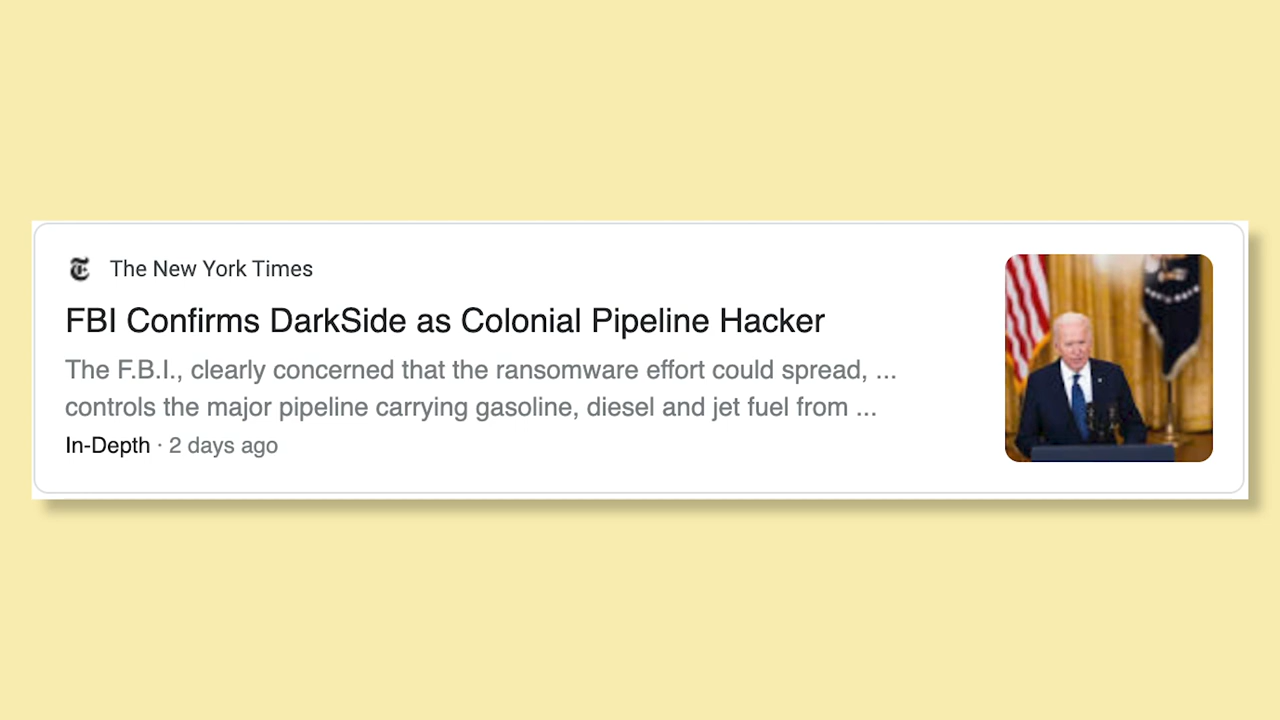 The New York Times
FBI Confirms DarkSide as Colonial Pipeline Hacker
The F.B.I., clearly concerned that the ransomware effort could spread, ...
controls the major pipeline carrying gasoline, diesel and jet fuel from ...
In-Depth · 2 days ago